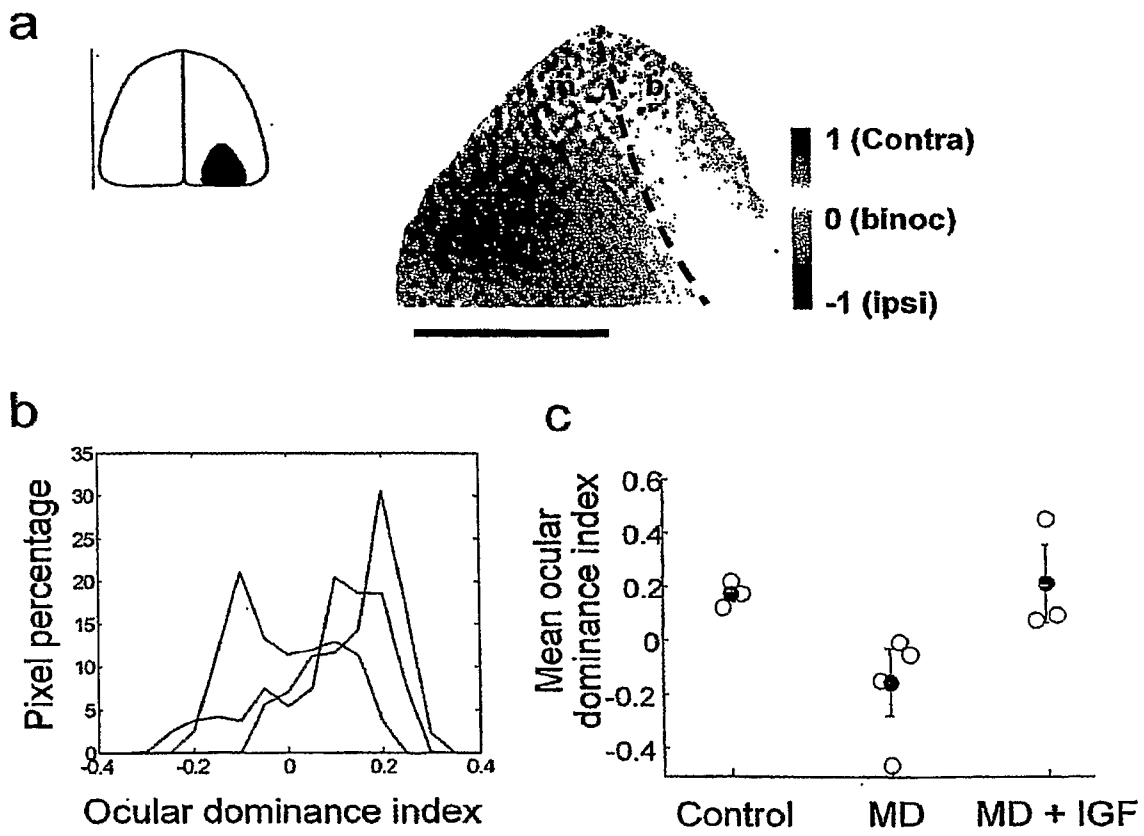 a
m
b
1 (Contra)
0 (binoc)
-1 (ipsi)
b
Pixel percentage
35
30
25
20
15
10
5
0
-0.4
-0.2
0
0.2
0.4
Ocular dominance index
c
Mean ocular
dominance index
0.6
0.4
0.2
0
-0.2
-0.4
Control
MD
MD + IGF